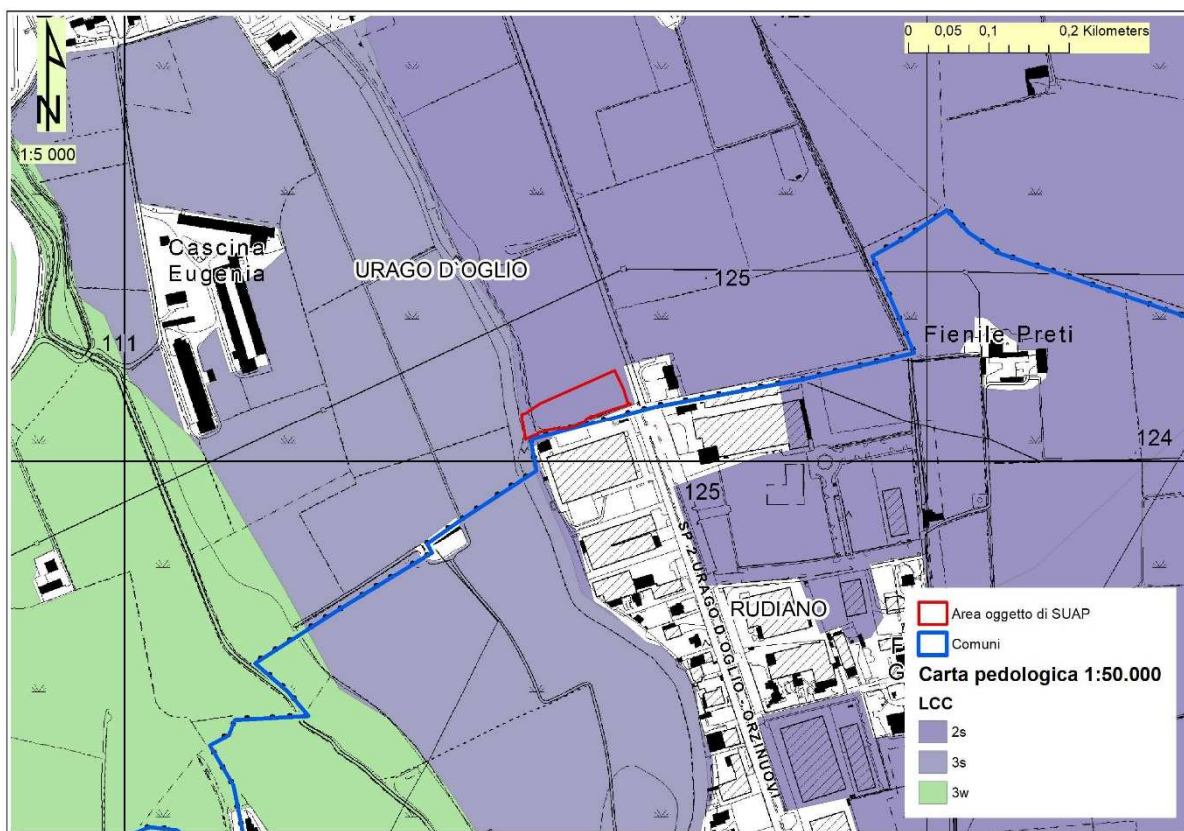 0 0,05 0,1 0,2 Kilometers
N
1:5 000
Cascina
Eugenia
URAGO D`OGLIO
125
111
Fienile Preti
124
125
SP 2 URAGO D`OGLIO - ORZINUOVI
RUDIANO
Area oggetto di SUAP
Comuni
Carta pedologica 1:50.000
LCC
2s
3s
3w